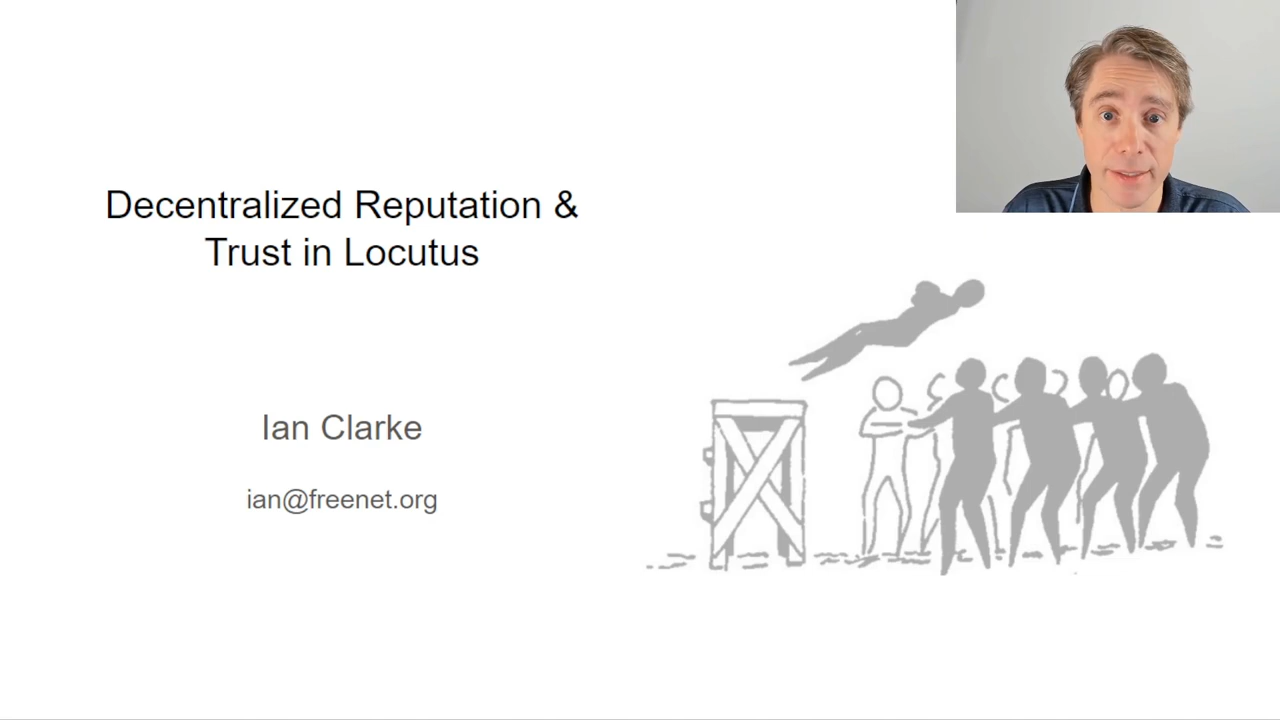 Decentralized Reputation &
Trust in Locutus
Ian Clarke
ian@freenet.org